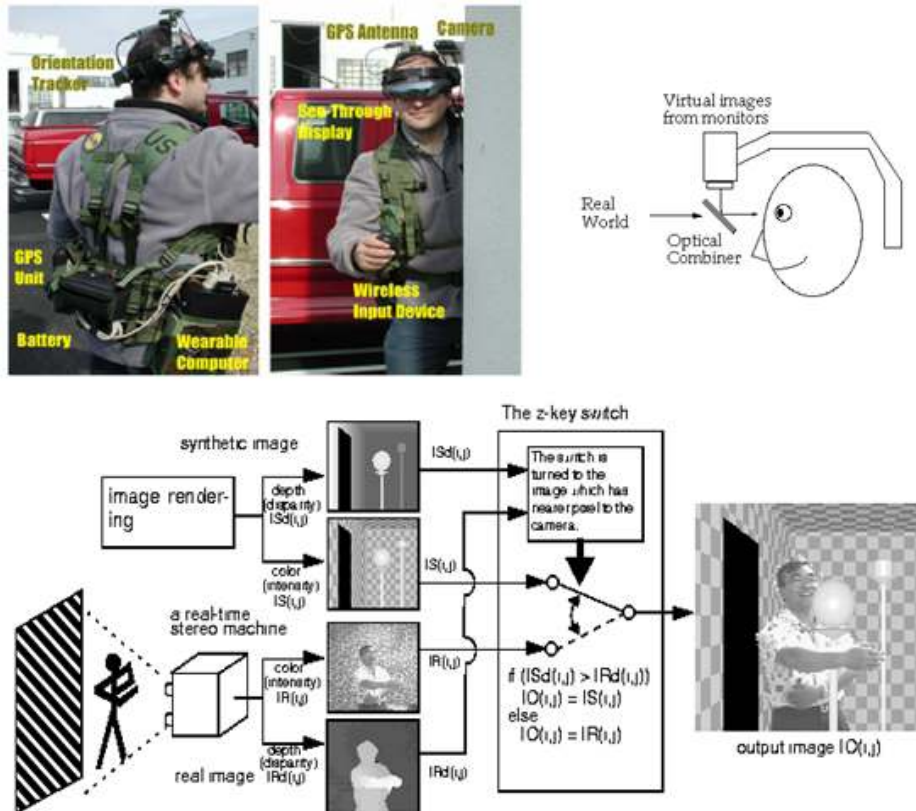 GPS Antenna
Camera
Orientation
Tracker
See-Through
Display
US
GPS
Unit
Wireless
Input Device
Battery
Wearable
Computer
Virtual images
from monitors
Real
World
Optical
Combiner
The z-key switch
synthetic image
ISd(i,j)
The switch is
turned to the
image which has
nearer pixel to the
camera.
image render-
ing
depth
(disparity)
ISd(i,j)
color
(intensity)
IS(i,j)
IS(i,j)
a real-time
stereo machine
color
(intensity)
IR(i,j)
IR(i,j)
if (ISd(i,j) > IRd(i,j))
IO(i,j) = IS(i,j)
else
IO(i,j) = IR(i,j)
depth
(disparity)
IRd(i,j)
real image
IRd(i,j)
output image IO(i,j)